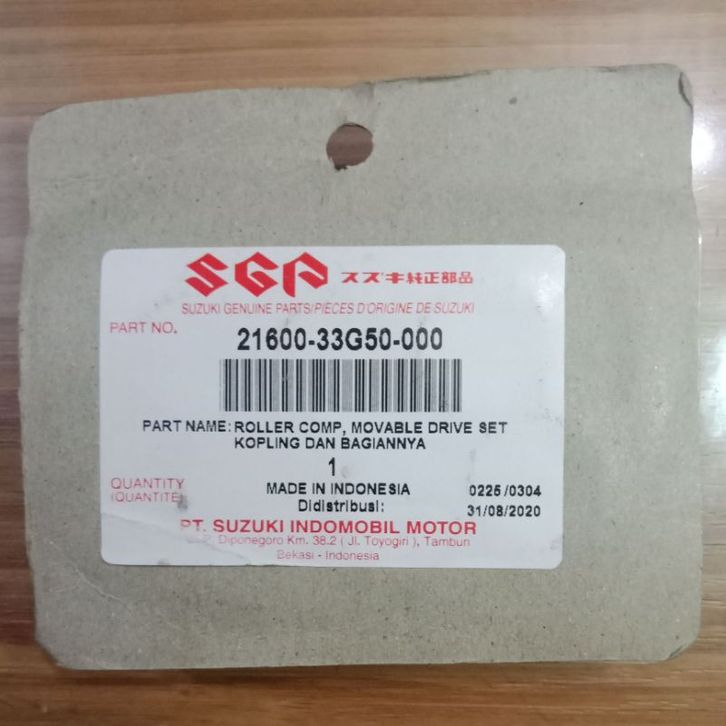 SGP スズキ純正部品
SUZUKI GENUINE PARTS/PIECES D'ORIGINE DE SUZUKI
PART NO. 21600-33G50-000
PART NAME: ROLLER COMP, MOVABLE DRIVE SET
KOPLING DAN BAGIANNYA
QUANTITY 1
(QUANTITE)
MADE IN INDONESIA 0225/0304
Didistribusi: 31/08/2020
PT. SUZUKI INDOMOBIL MOTOR
Diponegoro Km. 38.2 ( Jl. Toyogiri ), Tambun
Bekasi - Indonesia